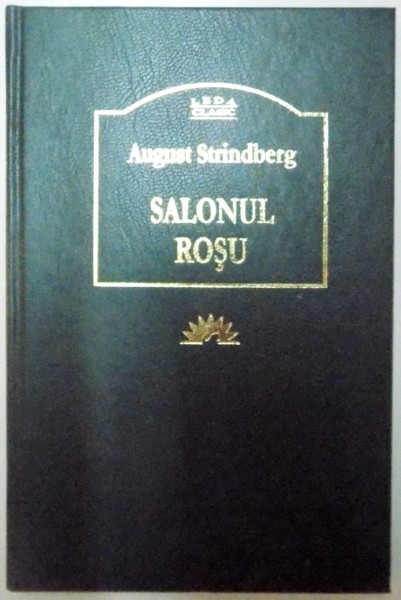 LEDA
CLASIC
August Strindberg
SALONUL
ROŞU